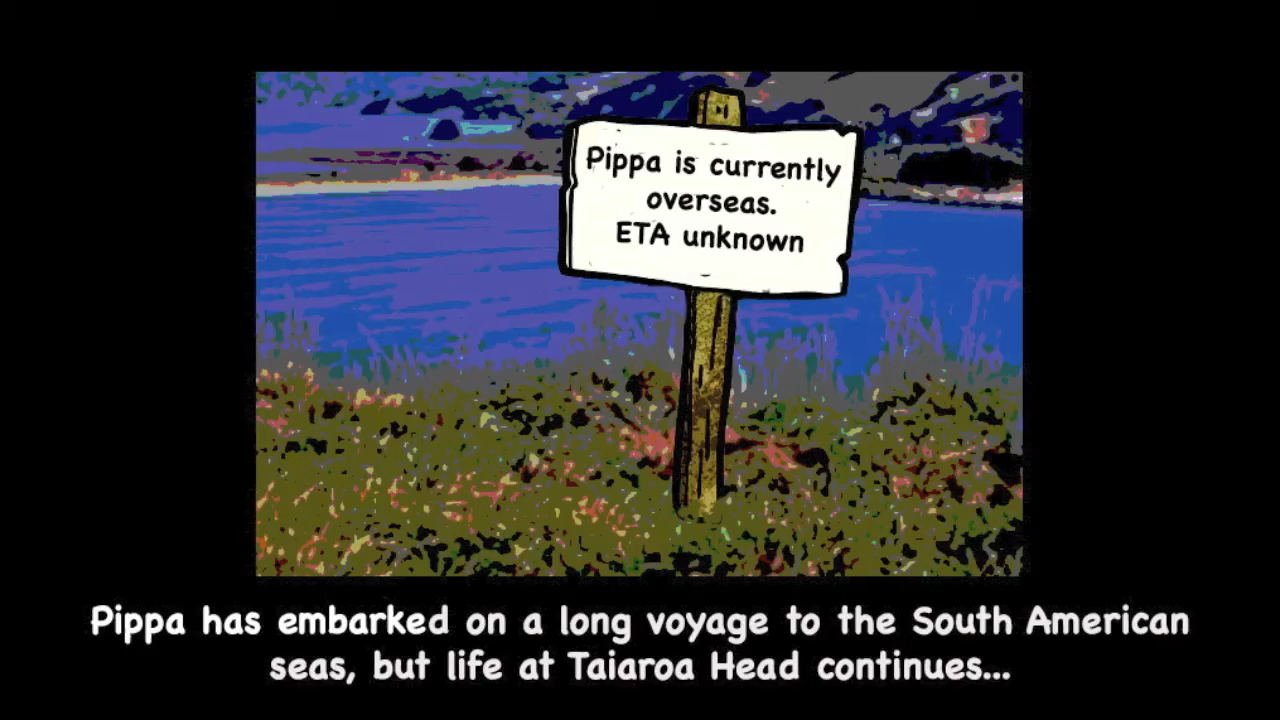 Pippa is currently
overseas.
ETA unknown
Pippa has embarked on a long voyage to the South American
seas, but life at Taiaroa Head continues...